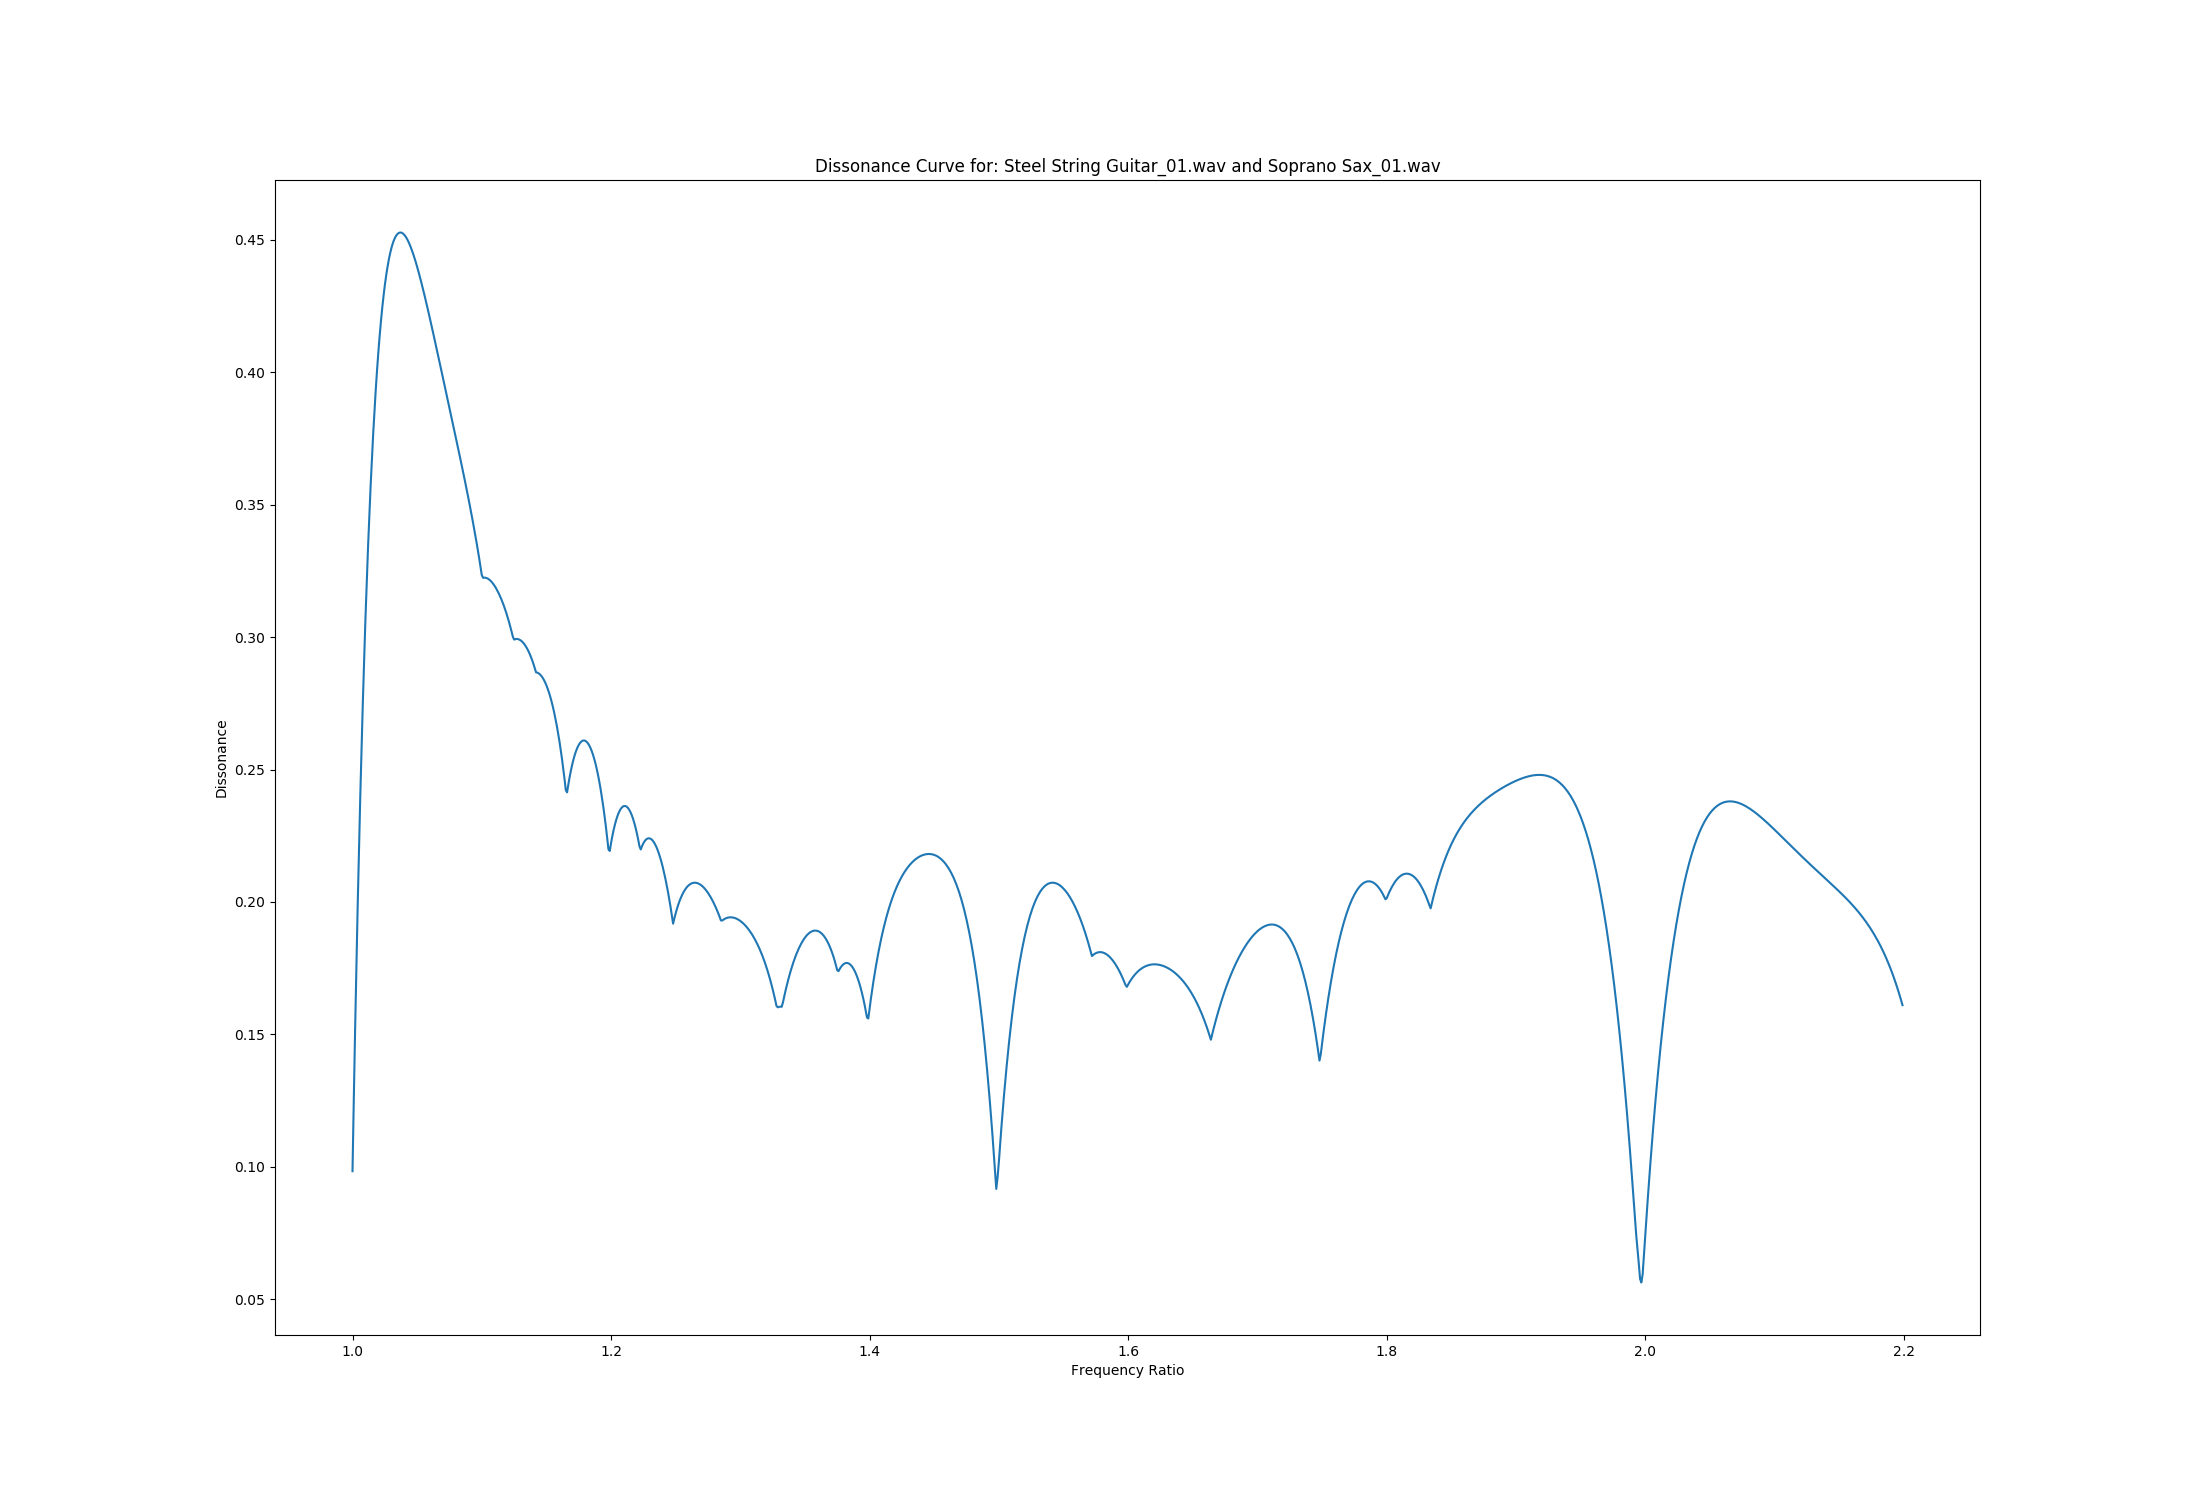 Dissonance Curve for: Steel String Guitar_01.wav and Soprano Sax_01.wav
0.45
0.40
0.35
0.30
0.25
0.20
0.15
0.10
0.05
Dissonance
1.0 1.2 1.4 1.6 1.8 2.0 2.2
Frequency Ratio